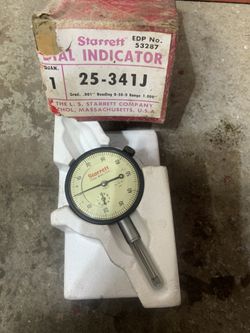 Starrett
EDP No.
53287
DIAL INDICATOR
QUAN.
1
25-341J
Grad. .001" Reading 0-50-0 Range 1.000"
THE L. S. STARRETT COMPANY
ATHOL, MASSACHUSETTS, U.S.A.
Starrett